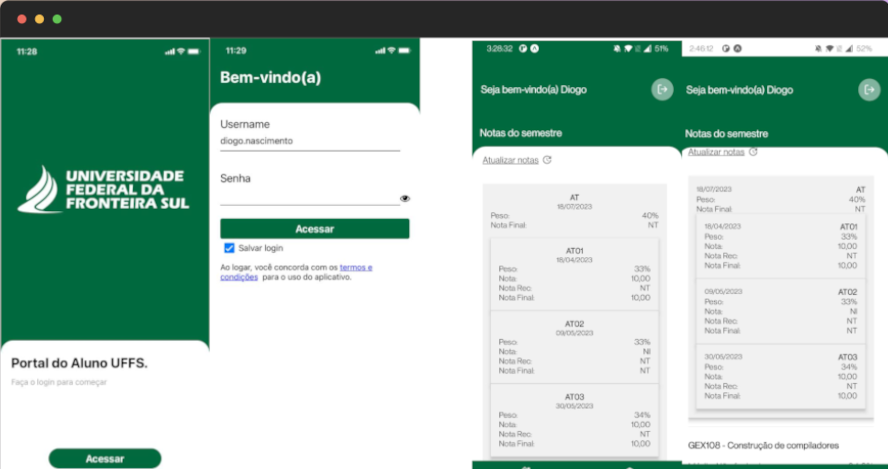 11:28
UNIVERSIDADE
FEDERAL DA
FRONTEIRA SUL
Portal do Aluno UFFS.
Faça o login para começar
Acessar
11:29
Bem-vindo(a)
Username
diogo.nascimento
Senha
Acessar
Salvar login
Ao logar, você concorda com os termos e
condições para o uso do aplicativo.
3:28:32 51%
Seja bem-vindo(a) Diogo
Notas do semestre
Atualizar notas
AT
18/07/2023
Peso: 40%
Nota Final: NT
AT01
18/04/2023
Peso: 33%
Nota: 10,00
Nota Rec: NT
Nota Final: 10,00
AT02
09/05/2023
Peso: 33%
Nota: NI
Nota Rec: NT
Nota Final: NT
AT03
30/05/2023
Peso: 34%
Nota: 10,00
Nota Rec: NT
Nota Final: 10,00
2:46:12 52%
Seja bem-vindo(a) Diogo
Notas do semestre
Atualizar notas
18/07/2023 AT
Peso: 40%
Nota Final: NT
18/04/2023 AT01
Peso: 33%
Nota: 10,00
Nota Rec: NT
Nota Final: 10,00
09/05/2023 AT02
Peso: 33%
Nota: NI
Nota Rec: NT
Nota Final: NT
30/05/2023 AT03
Peso: 34%
Nota: 10,00
Nota Rec: NT
Nota Final: 10,00
GEX108 - Construção de compiladores